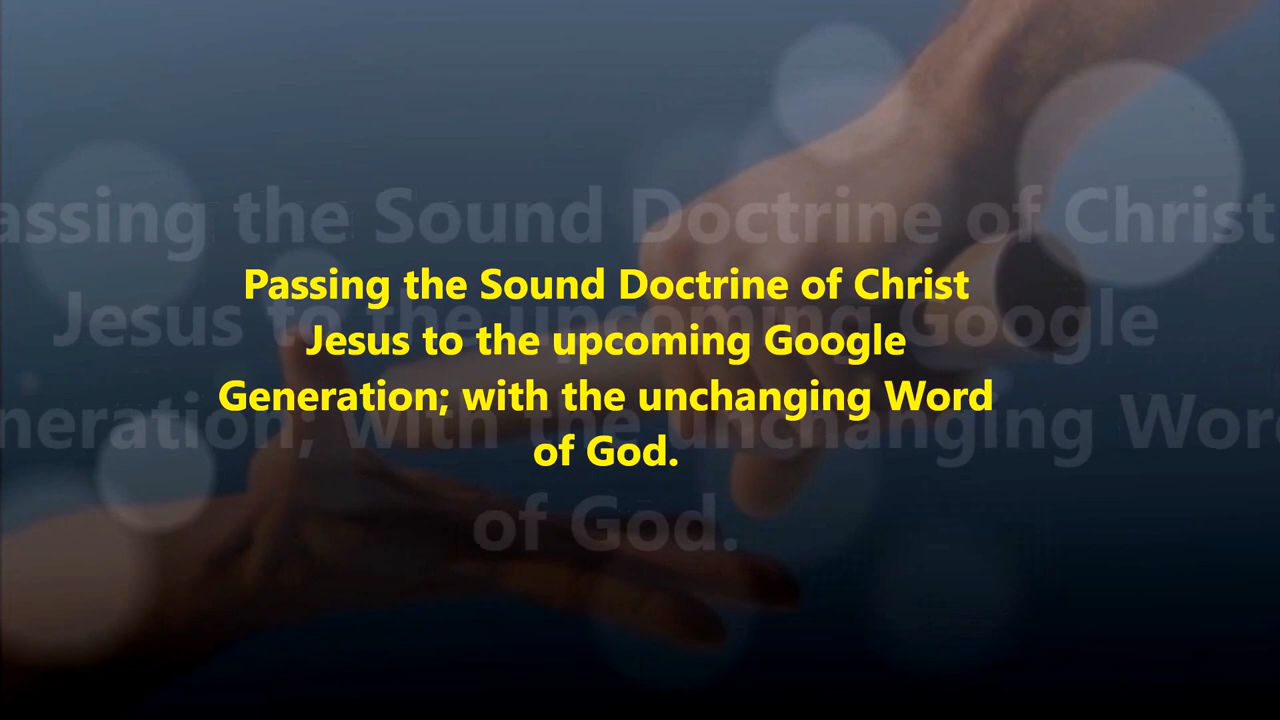 Passing the Sound Doctrine of Christ
Jesus to the upcoming Google
Generation; with the unchanging Word
of God.